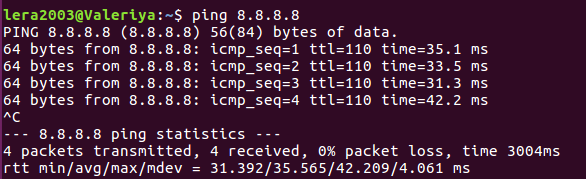 lera2003@Valeriya:~$ ping 8.8.8.8
PING 8.8.8.8 (8.8.8.8) 56(84) bytes of data.
64 bytes from 8.8.8.8: icmp_seq=1 ttl=110 time=35.1 ms
64 bytes from 8.8.8.8: icmp_seq=2 ttl=110 time=33.5 ms
64 bytes from 8.8.8.8: icmp_seq=3 ttl=110 time=31.3 ms
64 bytes from 8.8.8.8: icmp_seq=4 ttl=110 time=42.2 ms
^C
--- 8.8.8.8 ping statistics ---
4 packets transmitted, 4 received, 0% packet loss, time 3004ms
rtt min/avg/max/mdev = 31.392/35.565/42.209/4.061 ms